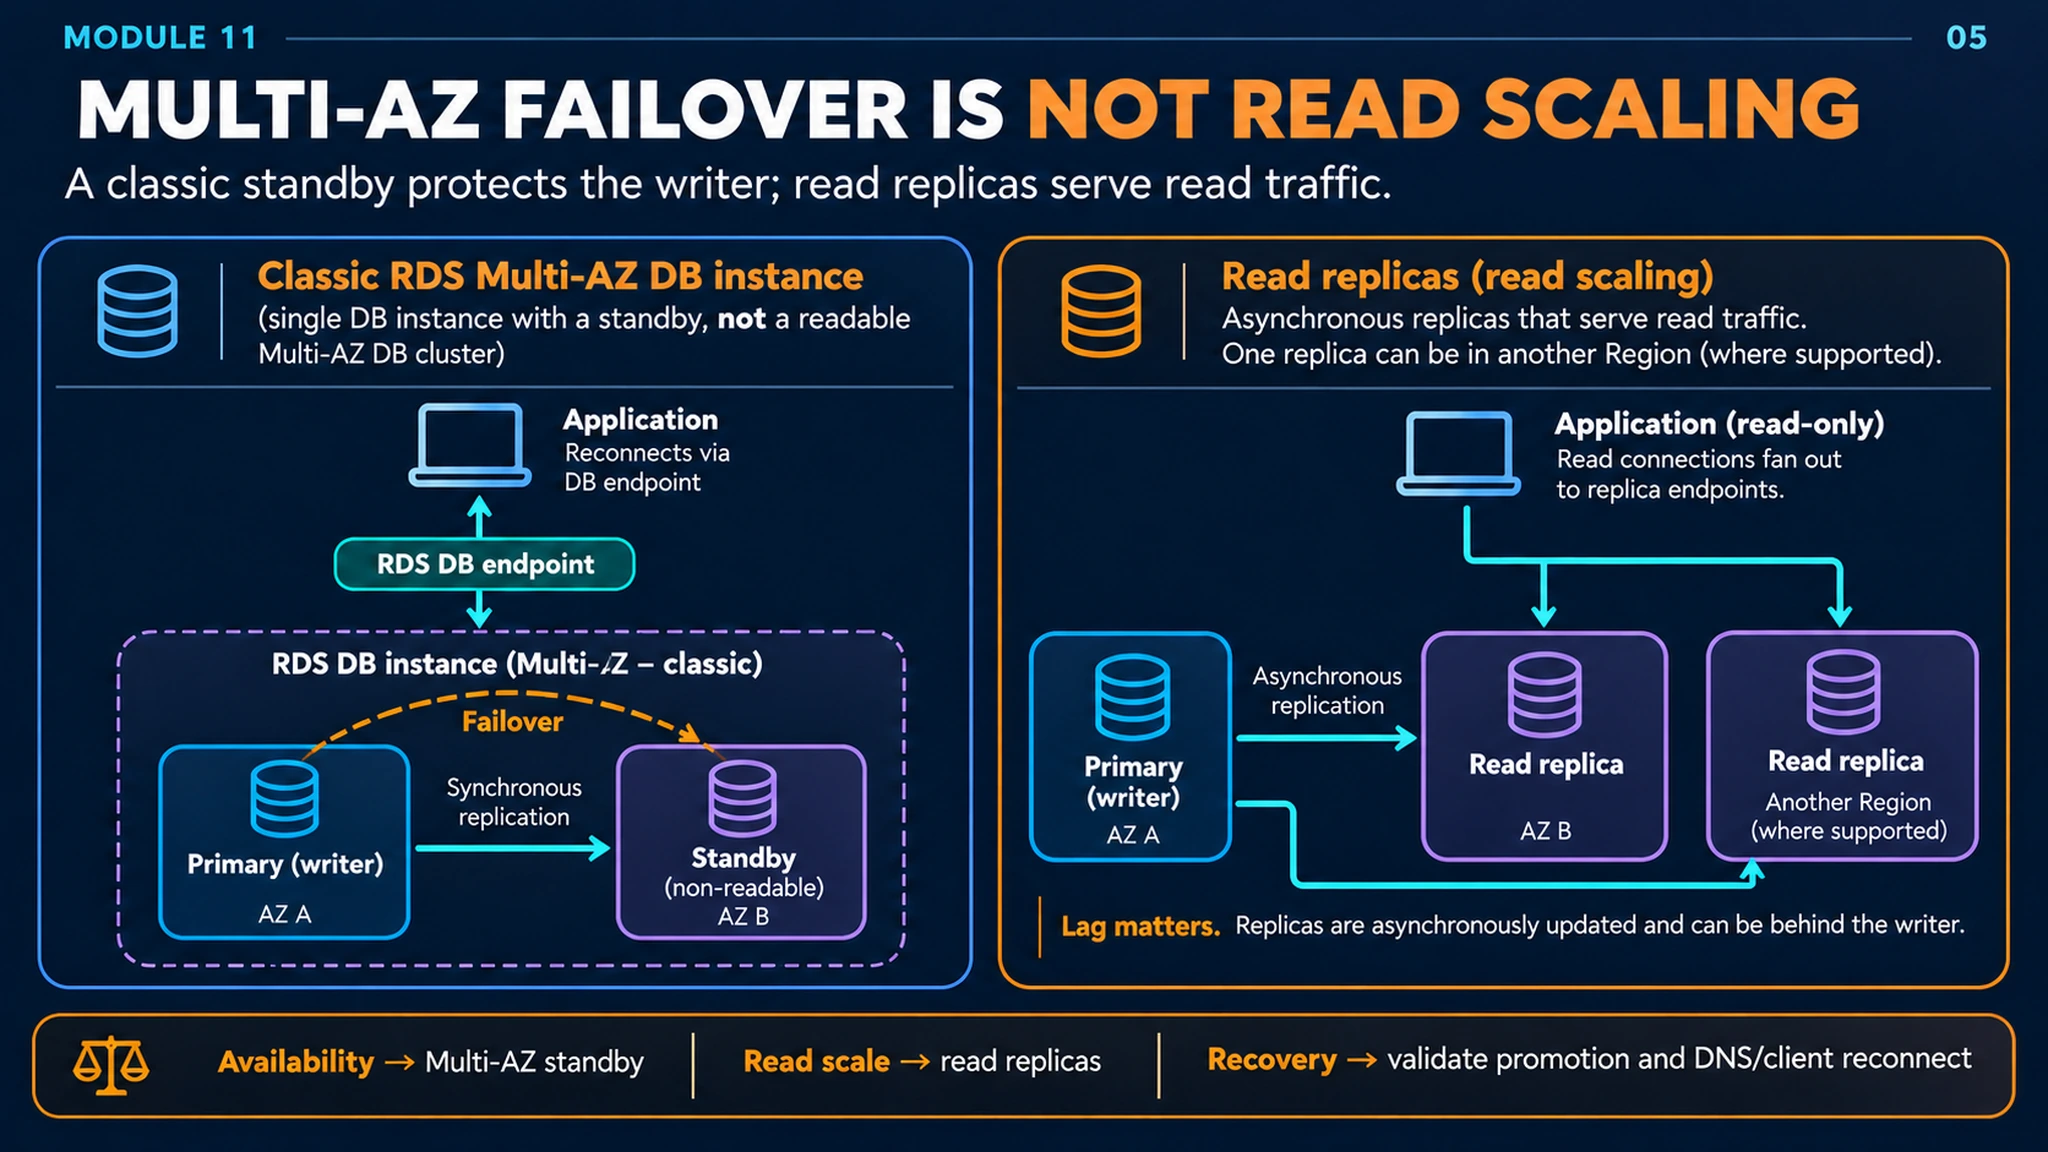 MODULE 11
05
MULTI-AZ FAILOVER IS NOT READ SCALING
A classic standby protects the writer; read replicas serve read traffic.
Classic RDS Multi-AZ DB instance
(single DB instance with a standby, not a readable
Multi-AZ DB cluster)
Application
Reconnects via
DB endpoint
RDS DB endpoint
RDS DB instance (Multi-AZ – classic)
Failover
Synchronous
replication
Primary (writer)
AZ A
Standby
(non-readable)
AZ B
Read replicas (read scaling)
Asynchronous replicas that serve read traffic.
One replica can be in another Region (where supported).
Application (read-only)
Read connections fan out
to replica endpoints.
Primary
(writer)
AZ A
Asynchronous
replication
Read replica
AZ B
Read replica
Another Region
(where supported)
Lag matters. Replicas are asynchronously updated and can be behind the writer.
Availability → Multi-AZ standby
Read scale → read replicas
Recovery → validate promotion and DNS/client reconnect